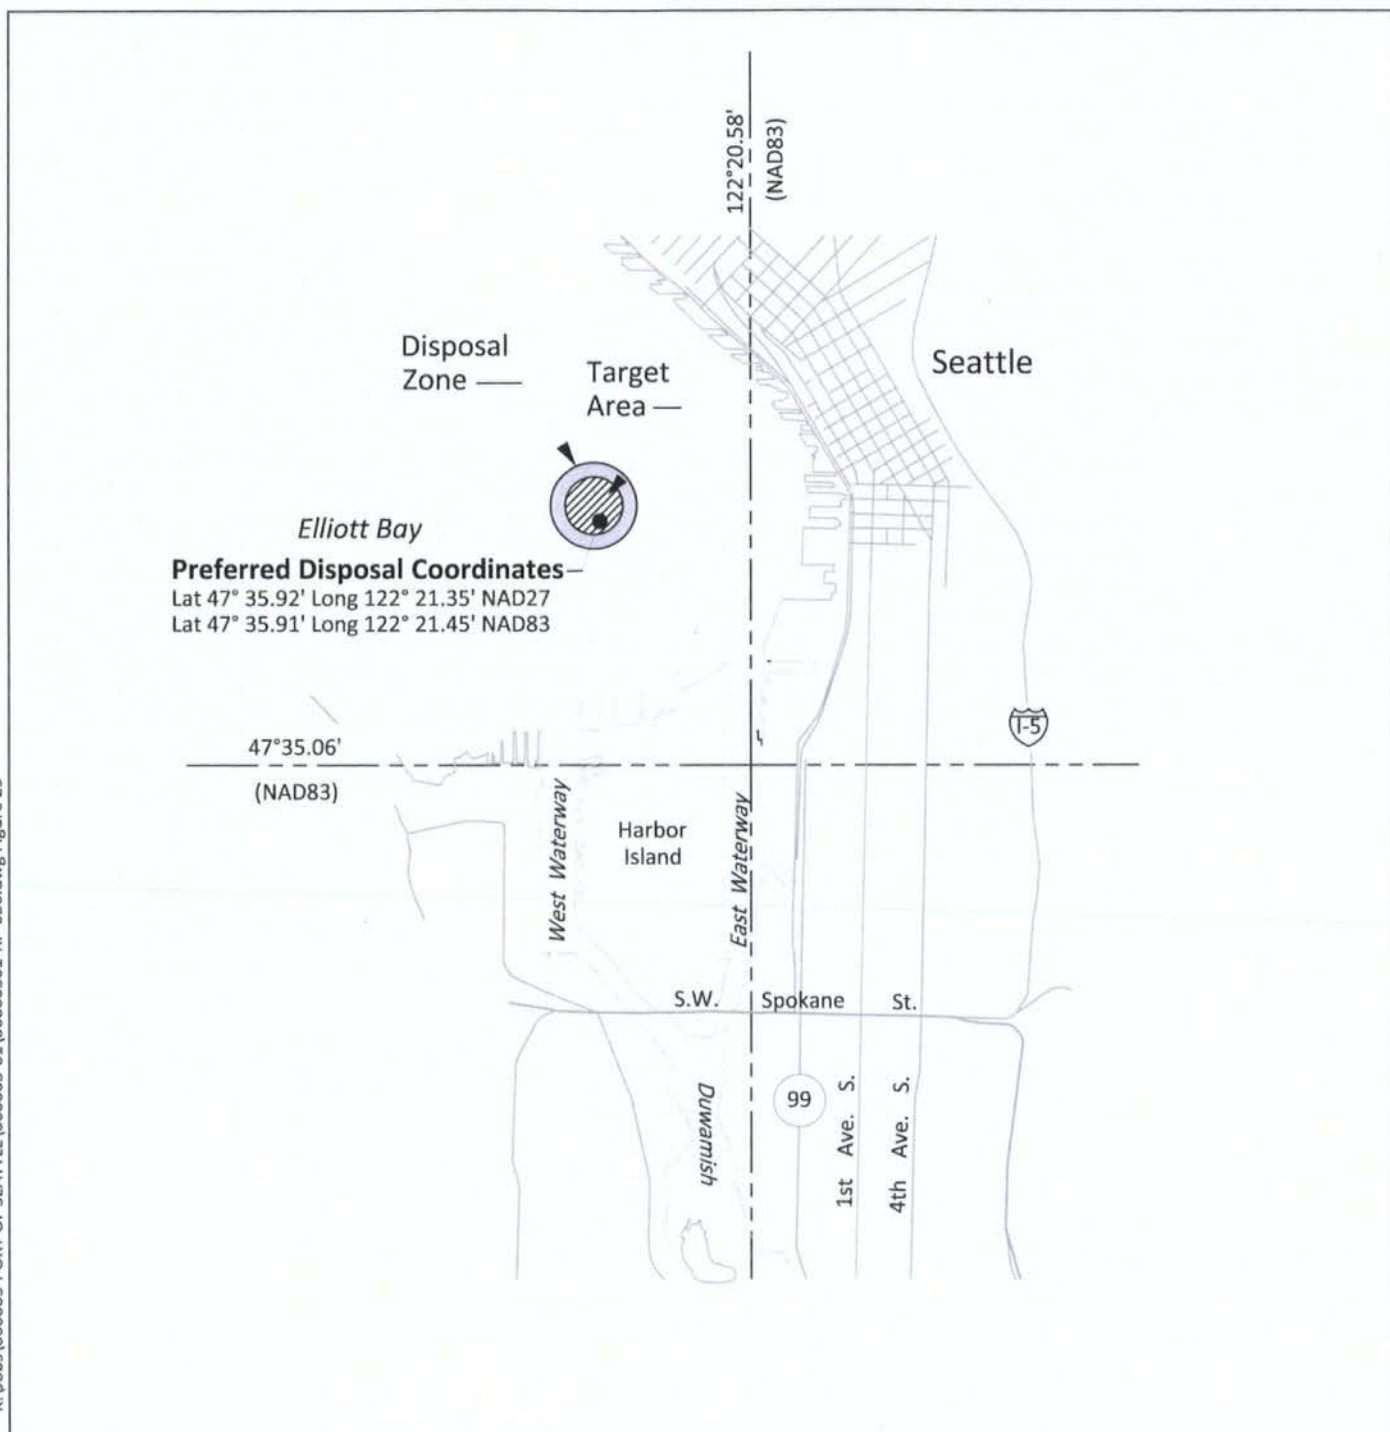 122°20.58'
(NAD83)
Disposal
Zone
Target
Area
Seattle
Elliott Bay
Preferred Disposal Coordinates
Lat 47° 35.92' Long 122° 21.35' NAD27
Lat 47° 35.91' Long 122° 21.45' NAD83
I-5
47°35.06'
(NAD83)
West Waterway
Harbor
Island
East Waterway
S.W. Spokane St.
Duwamish
99
1st Ave. S.
4th Ave. S.